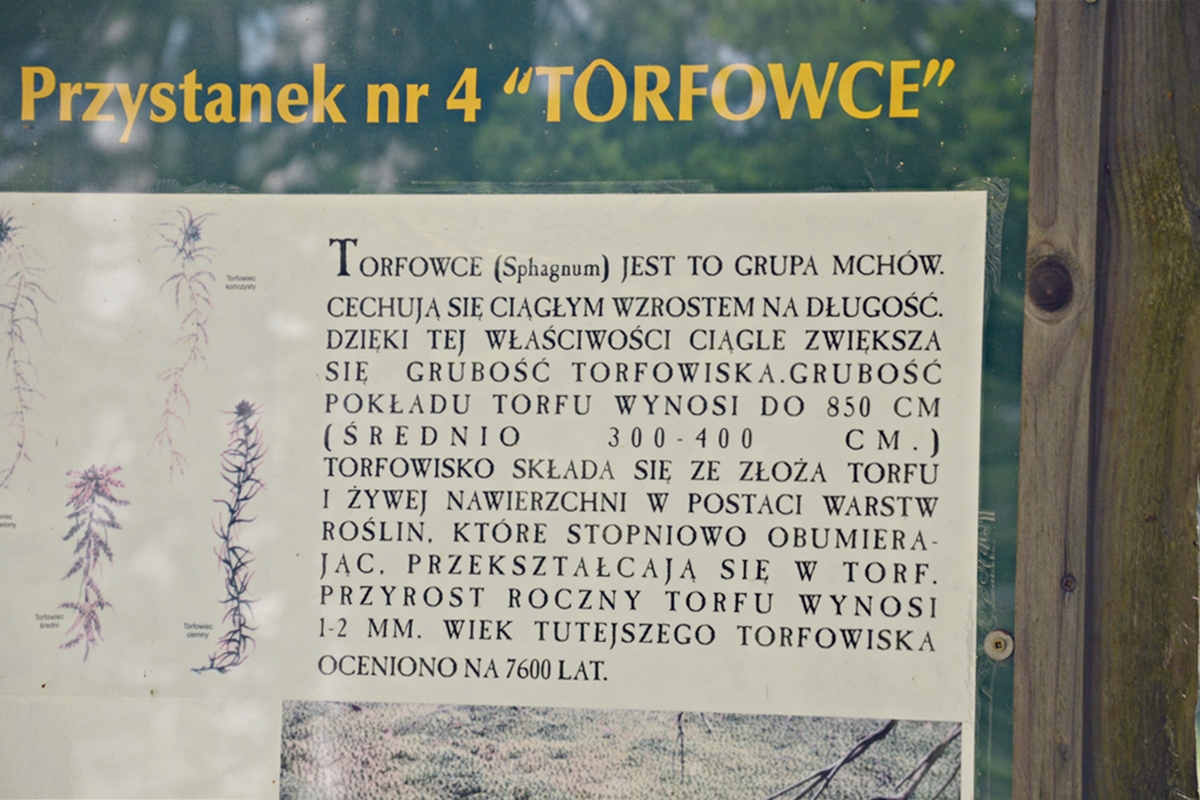 Przystanek nr 4 “TORFOWCE”
Torfowiec
kończysty
TORFOWCE (Sphagnum) JEST TO GRUPA MCHÓW.
CECHUJĄ SIĘ CIĄGŁYM WZROSTEM NA DŁUGOŚĆ.
DZIĘKI TEJ WŁAŚCIWOŚCI CIĄGLE ZWIĘKSZA
SIĘ GRUBOŚĆ TORFOWISKA.GRUBOŚĆ
POKŁADU TORFU WYNOSI DO 850 CM
(ŚREDNIO 300-400 CM.)
TORFOWISKO SKŁADA SIĘ ZE ZŁOŻA TORFU
I ŻYWEJ NAWIERZCHNI W POSTACI WARSTW
ROŚLIN, KTÓRE STOPNIOWO OBUMIERA-
JĄC, PRZEKSZTAŁCAJĄ SIĘ W TORF.
PRZYROST ROCZNY TORFU WYNOSI
1-2 MM. WIEK TUTEJSZEGO TORFOWISKA
OCENIONO NA 7600 LAT.
Torfowiec
średni
Torfowiec
ciemny